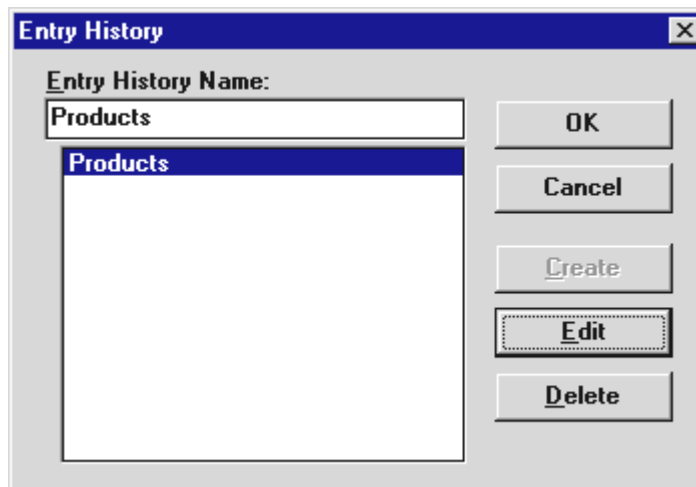 Entry History
Entry History Name:
Products
Products
OK
Cancel
Create
Edit
Delete